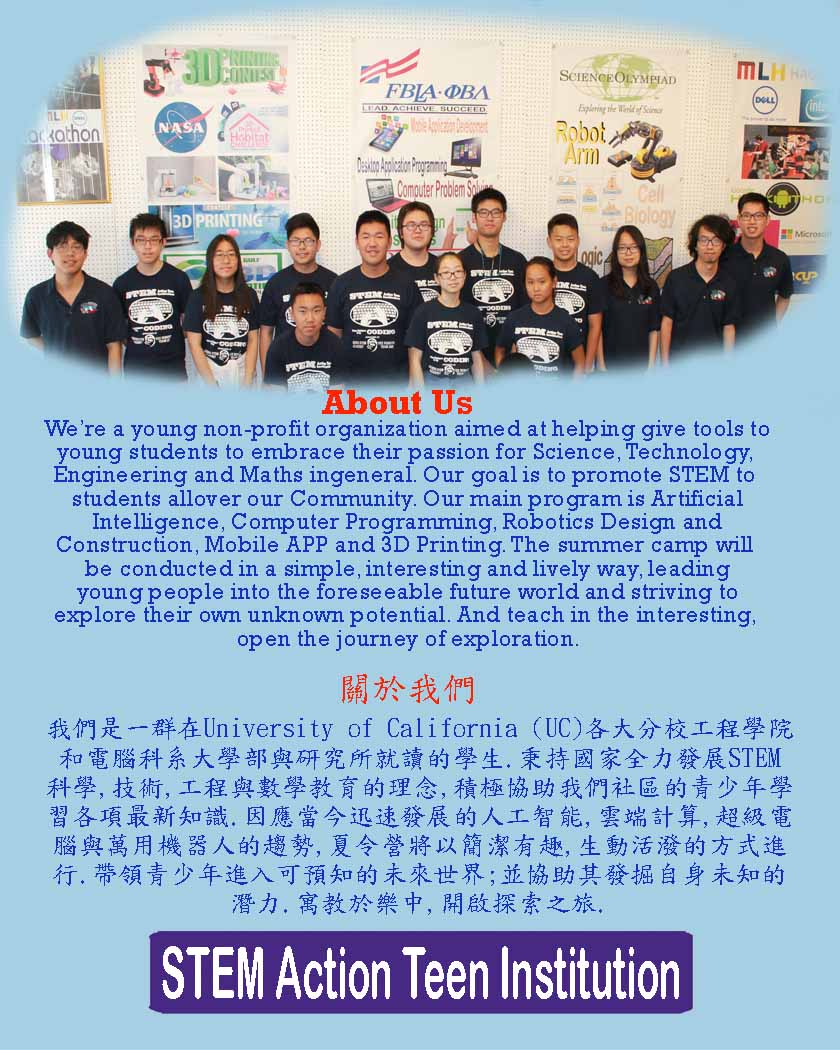 MLH
DELL
hackathon
3D PRINTING
CONTEST
NASA
Habitat
3D PRINTING
FBLA·ΦBA
LEAD. ACHIEVE. SUCCEED.
Mobile Application Development
Desktop Application Programming
Computer Problem Solving
SCIENCE OLYMPIAD
Exploring the World of Science
Robot
Arm
Cell
Biology
Logic
MLH HA
DELL
intel
Microsoft
STEM
CODING
STEM
CODING
STEM
CODING
STEM
STEM
CODING
STEM
CODING
About Us
We're a young non-profit organization aimed at helping give tools to
young students to embrace their passion for Science, Technology,
Engineering and Maths ingeneral. Our goal is to promote STEM to
students allover our Community. Our main program is Artificial
Intelligence, Computer Programming, Robotics Design and
Construction, Mobile APP and 3D Printing. The summer camp will
be conducted in a simple, interesting and lively way, leading
young people into the foreseeable future world and striving to
explore their own unknown potential. And teach in the interesting,
open the journey of exploration.
關於我們
我們是一群在University of California (UC)各大分校工程學院
和電腦科系大學部與研究所就讀的學生. 秉持國家全力發展STEM
科學, 技術, 工程與數學教育的理念, 積極協助我們社區的青少年學
習各項最新知識. 因應當今迅速發展的人工智能, 雲端計算, 超級電
腦與萬用機器人的趨勢, 夏令營將以簡潔有趣, 生動活潑的方式進
行. 帶領青少年進入可預知的未來世界; 並協助其發掘自身未知的
潛力. 寓教於樂中, 開啟探索之旅.
STEM Action Teen Institution